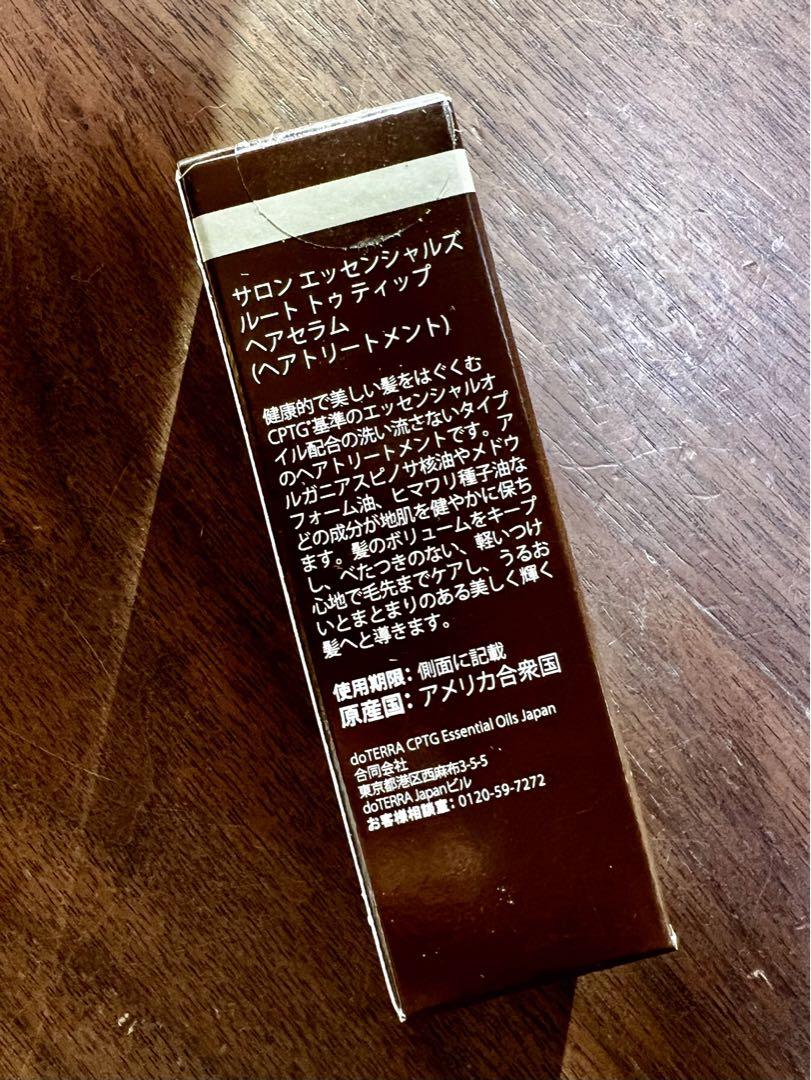 サロン エッセンシャルズ
ルート トゥ ティップ
ヘアセラム
(ヘアトリートメント)
健康的で美しい髪をはぐくむ
CPTG®基準のエッセンシャルオ
イル配合の洗い流さないタイプ
のヘアトリートメントです。ア
ルガニアスピノサ核油やメドウ
フォーム油、ヒマワリ種子油な
どの成分が地肌を健やかに保ち
ます。髪のボリュームをキープ
し、べたつきのない、軽いつけ
心地で毛先までケアし、うるお
いとまとまりのある美しく輝く
髪へと導きます。
使用期限：側面に記載
原産国：アメリカ合衆国
doTERRA CPTG Essential Oils Japan
合同会社
東京都港区西麻布3-5-5
doTERRA Japanビル
お客様相談室：0120-59-7272